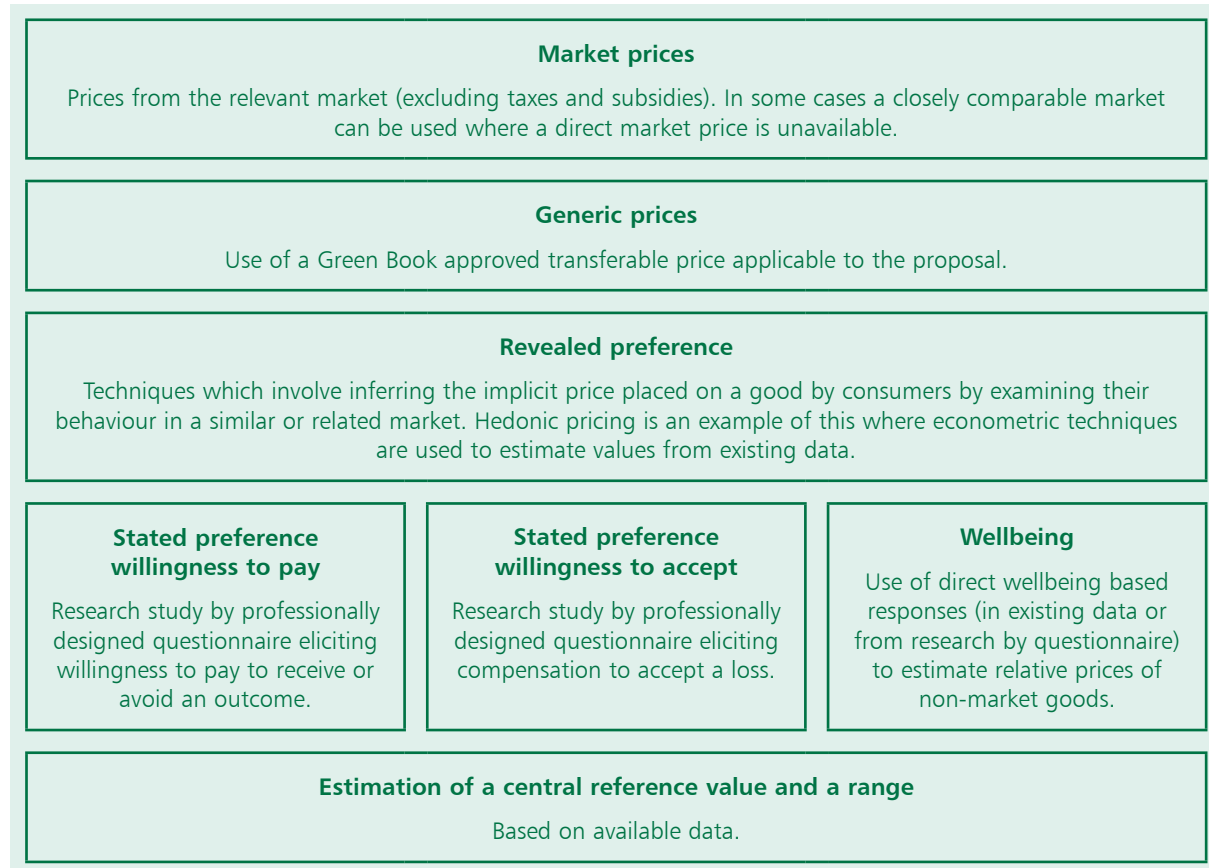 Market prices
Prices from the relevant market (excluding taxes and subsidies). In some cases a closely comparable market
can be used where a direct market price is unavailable.
Generic prices
Use of a Green Book approved transferable price applicable to the proposal.
Revealed preference
Techniques which involve inferring the implicit price placed on a good by consumers by examining their
behaviour in a similar or related market. Hedonic pricing is an example of this where econometric techniques
are used to estimate values from existing data.
Stated preference
willingness to pay
Research study by professionally
designed questionnaire eliciting
willingness to pay to receive or
avoid an outcome.
Stated preference
willingness to accept
Research study by professionally
designed questionnaire eliciting
compensation to accept a loss.
Wellbeing
Use of direct wellbeing based
responses (in existing data or
from research by questionnaire)
to estimate relative prices of
non-market goods.
Estimation of a central reference value and a range
Based on available data.